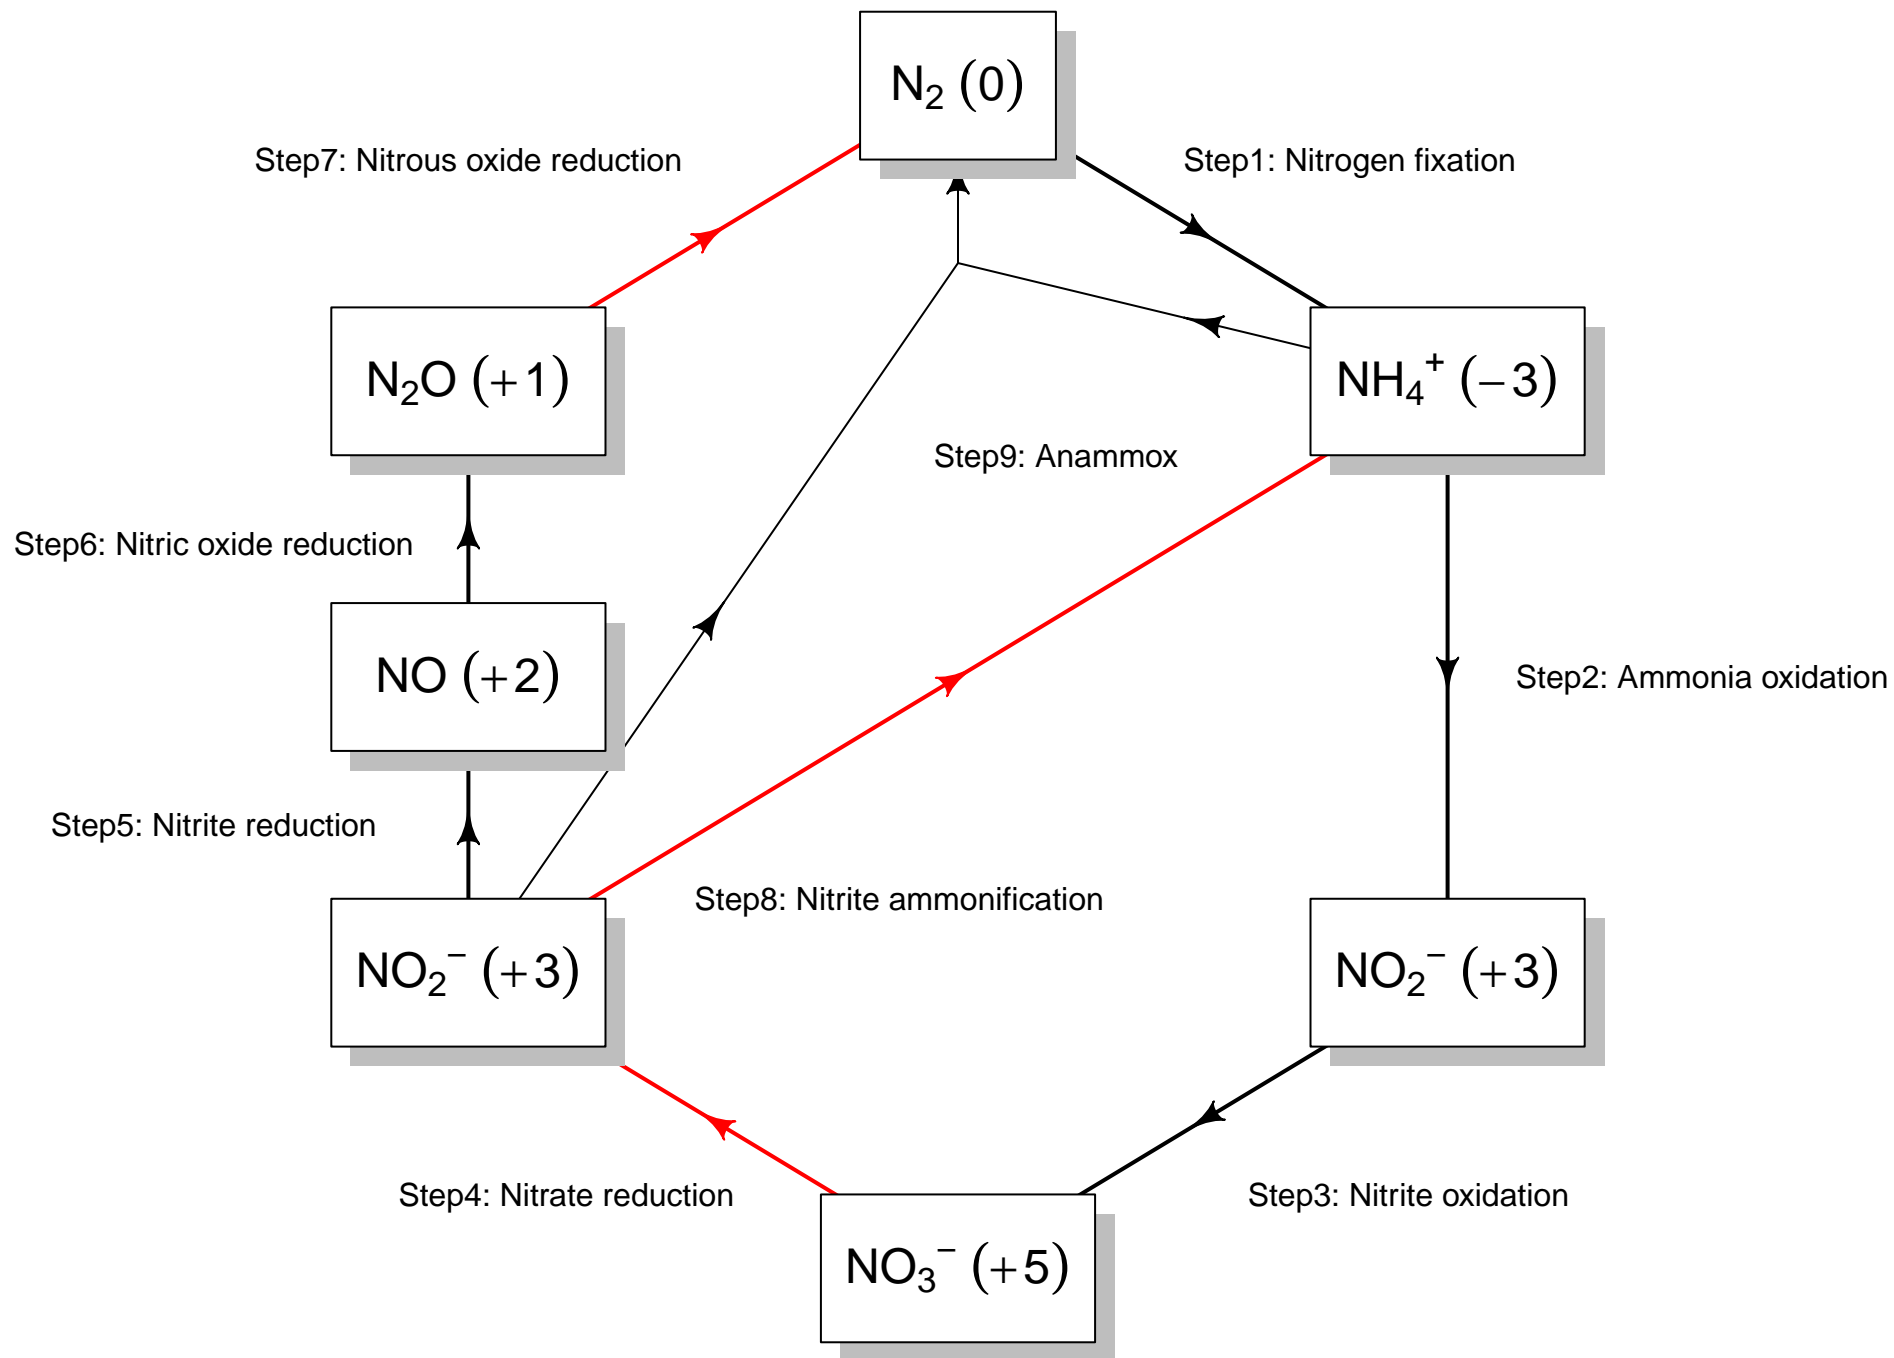 N₂ (0)
Step7: Nitrous oxide reduction
Step1: Nitrogen fixation
N₂O (+1)
NH₄⁺ (−3)
Step9: Anammox
Step6: Nitric oxide reduction
NO (+2)
Step2: Ammonia oxidation
Step5: Nitrite reduction
Step8: Nitrite ammonification
NO₂⁻ (+3)
NO₂⁻ (+3)
Step4: Nitrate reduction
Step3: Nitrite oxidation
NO₃⁻ (+5)